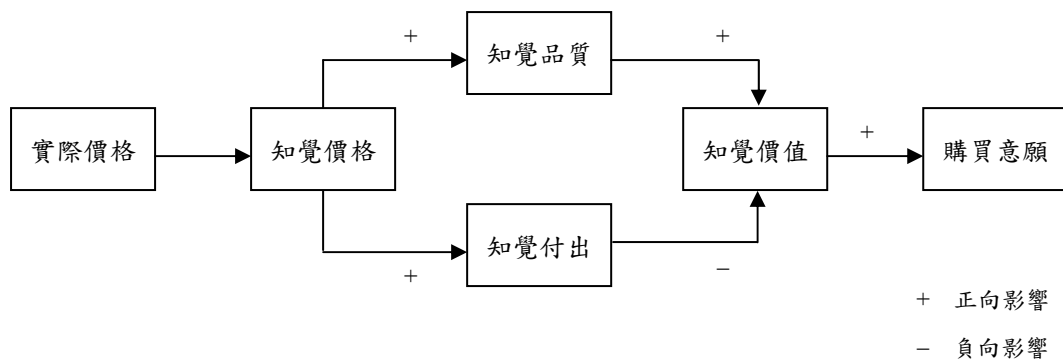 +
知覺品質
+
實際價格
知覺價格
知覺價值
+
購買意願
+
知覺付出
−
+ 正向影響
− 負向影響